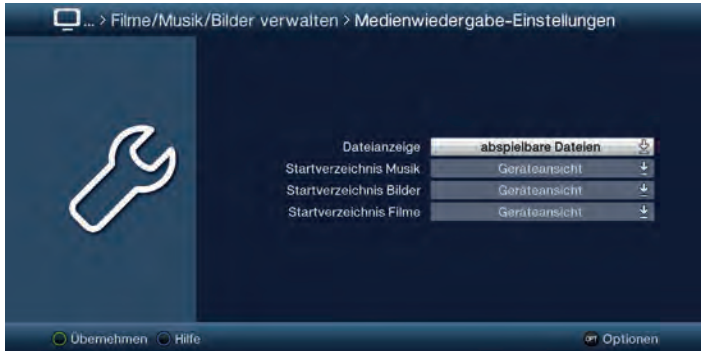 ... > Filme/Musik/Bilder verwalten > Medienwiedergabe-Einstellungen
Dateianzeige abspielbare Dateien
Startverzeichnis Musik Geräteansicht
Startverzeichnis Bilder Geräteansicht
Startverzeichnis Filme Geräteansicht
Übernehmen Hilfe OPT Optionen